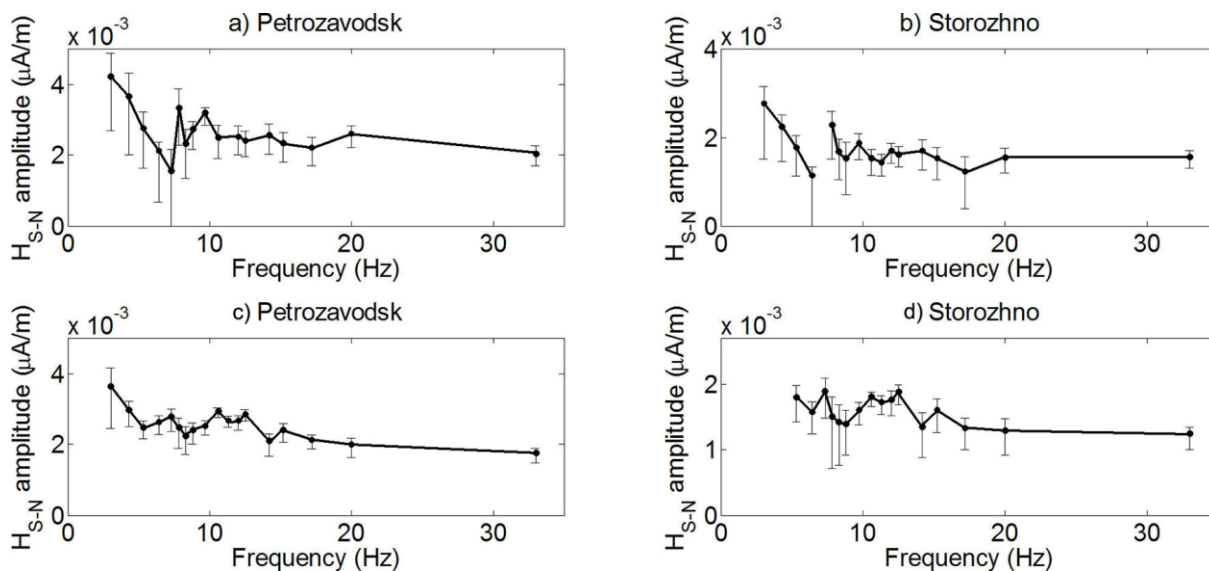 a) Petrozavodsk
x 10⁻³
H_S-N amplitude (μA/m)
4
2
0
0 10 20 30
Frequency (Hz)
b) Storozhno
x 10⁻³
H_S-N amplitude (μA/m)
4
2
0
0 10 20 30
Frequency (Hz)
c) Petrozavodsk
x 10⁻³
H_S-N amplitude (μA/m)
4
2
0
0 10 20 30
Frequency (Hz)
d) Storozhno
x 10⁻³
H_S-N amplitude (μA/m)
2
1
0
0 10 20 30
Frequency (Hz)